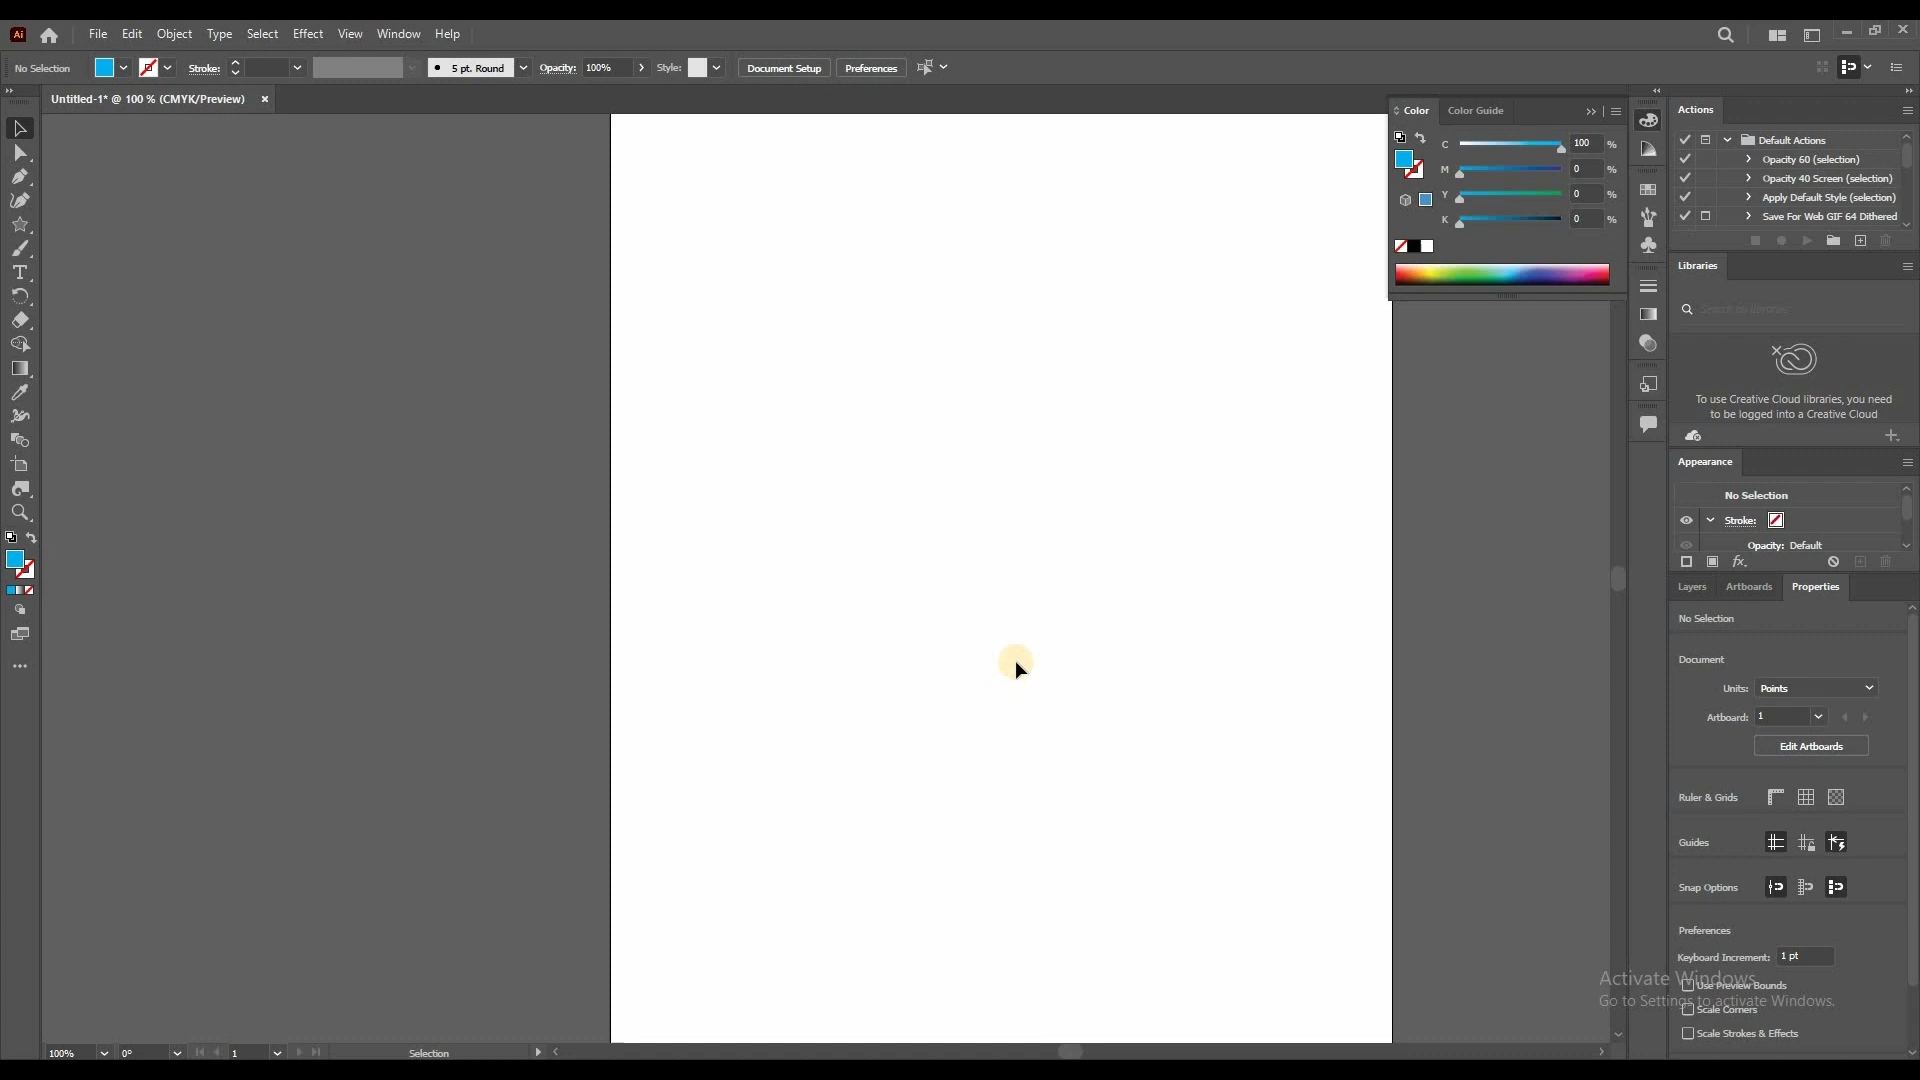 Ai
File Edit Object Type Select Effect View Window Help
No Selection Stroke: 5 pt. Round Opacity: 100% Style: Document Setup Preferences
Untitled-1* @ 100 % (CMYK/Preview) ×
Color Color Guide
C 100 %
M 0 %
Y 0 %
K 0 %
Actions
Default Actions
Opacity 60 (selection)
Opacity 40 Screen (selection)
Apply Default Style (selection)
Save For Web GIF 64 Dithered
Libraries
To use Creative Cloud libraries, you need
to be logged into a Creative Cloud
Appearance
No Selection
Stroke:
Opacity: Default
fx.
Layers Artboards Properties
No Selection
Document
Units: Points
Artboard: 1
Edit Artboards
Ruler & Grids
Guides
Snap Options
Preferences
Keyboard Increment: 1 pt
Use Preview Bounds
Scale Corners
Scale Strokes & Effects
Activate Windows
Go to Settings to activate Windows.
100% 0° 1 Selection